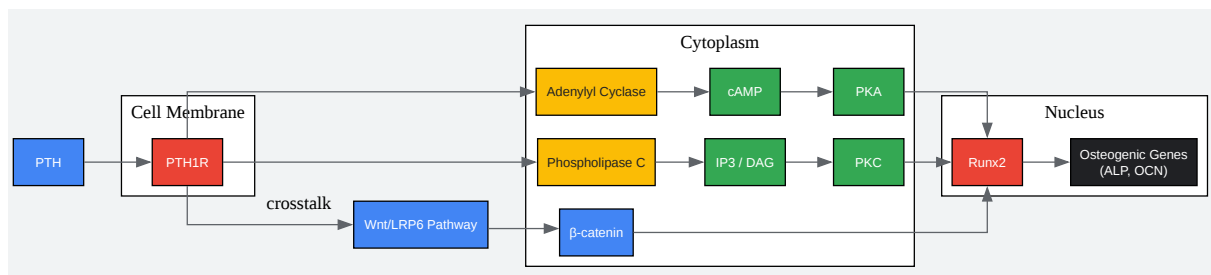 Cytoplasm
Adenylyl Cyclase
cAMP
PKA
Cell Membrane
Nucleus
PTH
PTH1R
Phospholipase C
IP3 / DAG
PKC
Runx2
Osteogenic Genes
(ALP, OCN)
crosstalk
Wnt/LRP6 Pathway
β-catenin